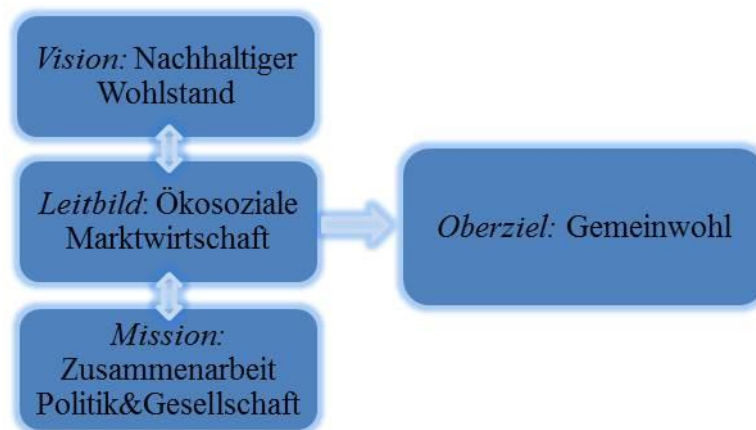 Vision: Nachhaltiger
Wohlstand
Leitbild: Ökosoziale
Marktwirtschaft
Mission:
Zusammenarbeit
Politik&Gesellschaft
Oberziel: Gemeinwohl